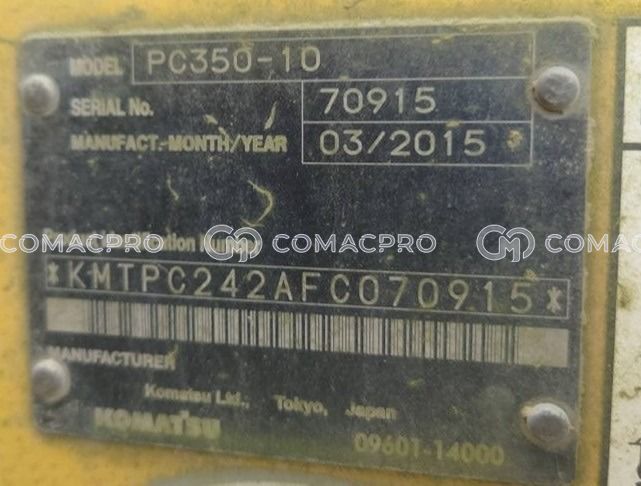 MODEL PC350-10
SERIAL No. 70915
MANUFACT.-MONTH/YEAR 03/2015
COMACPRO COMACPRO COMAC
*KMTPC242AFC070915*
MANUFACTURER
Komatsu Ltd., Tokyo, Japan
KOMATSU 09601-14000